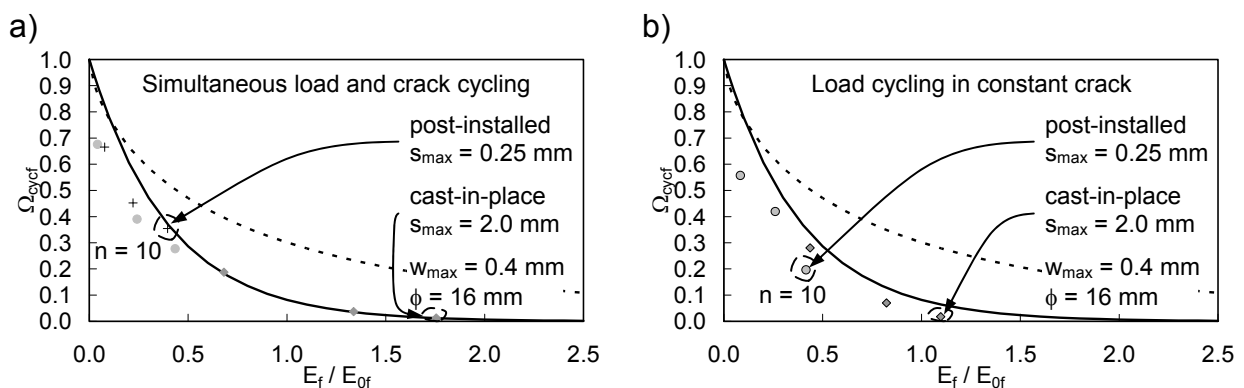 a)
Ω_cycf
1.0
0.9
0.8
0.7
0.6
0.5
0.4
0.3
0.2
0.1
0.0
Simultaneous load and crack cycling
post-installed
s_max = 0.25 mm
cast-in-place
s_max = 2.0 mm
n = 10
w_max = 0.4 mm
ϕ = 16 mm
0.0 0.5 1.0 1.5 2.0 2.5
E_f / E_0f
b)
Ω_cycf
1.0
0.9
0.8
0.7
0.6
0.5
0.4
0.3
0.2
0.1
0.0
Load cycling in constant crack
post-installed
s_max = 0.25 mm
cast-in-place
s_max = 2.0 mm
w_max = 0.4 mm
n = 10
ϕ = 16 mm
0.0 0.5 1.0 1.5 2.0 2.5
E_f / E_0f